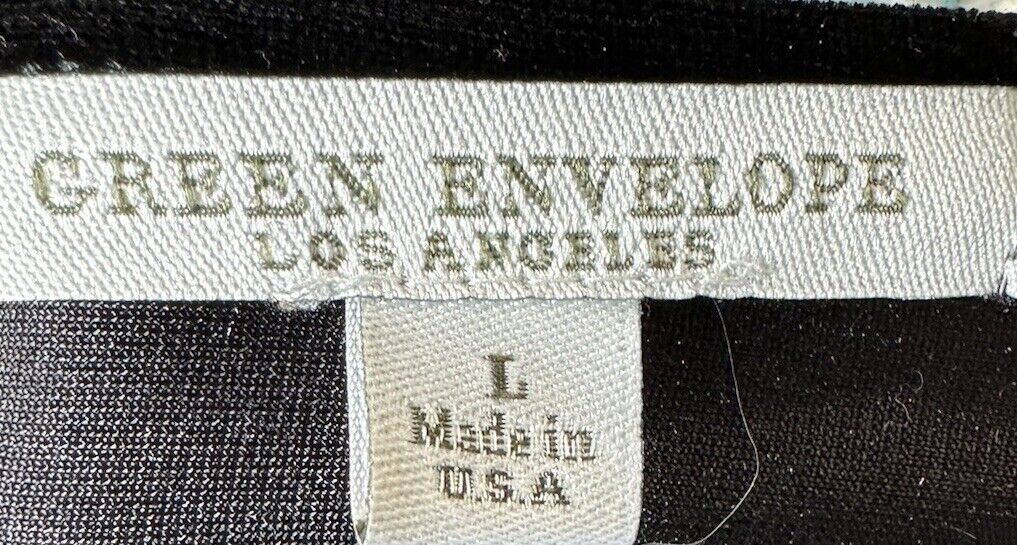 GREEN ENVELOPE
LOS ANGELES
L
Made in
U.S.A